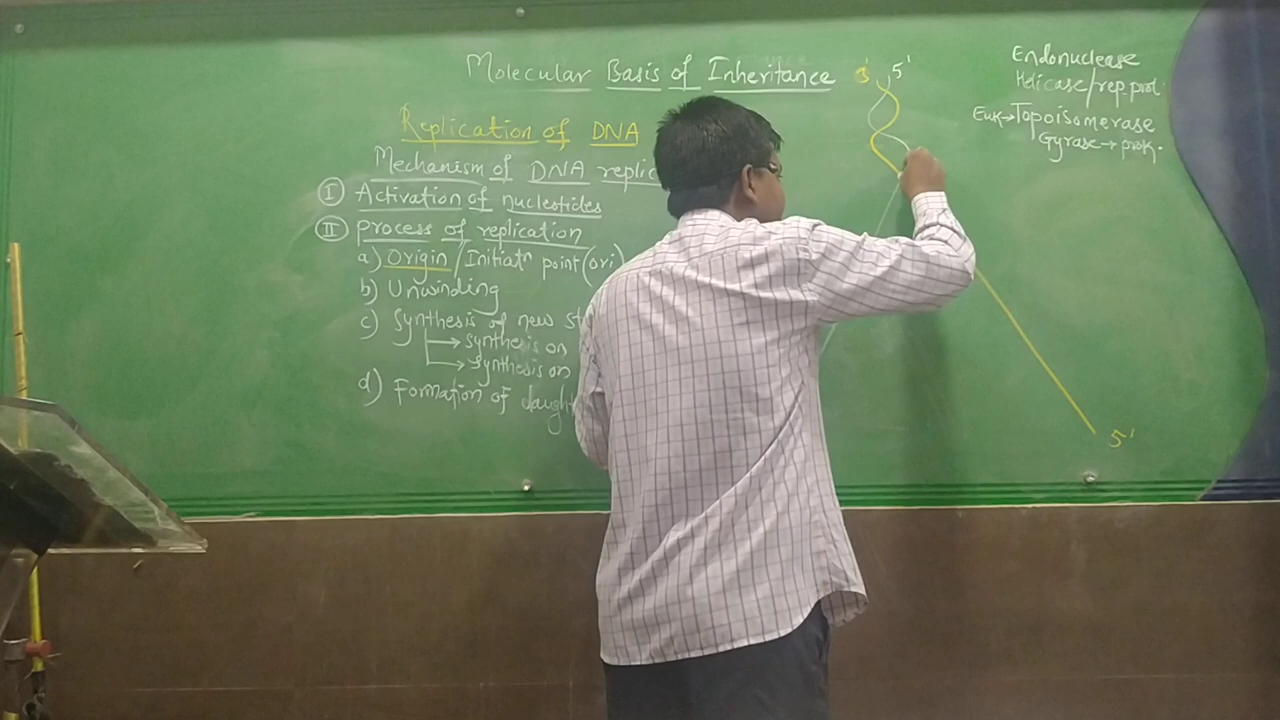 Molecular Basis of Inheritance
Replication of DNA
Mechanism of DNA replic
I Activation of nucleotides
II process of replication
a) Origin / Initiatn point (ori)
b) Unwinding
c) Synthesis of new st
→ synthesis on
→ synthesis on
d) Formation of daught
3' 5'
5'
Endonuclease
Helicase/rep. prot.
Euk → Topoisomerase
Gyrase → prok.